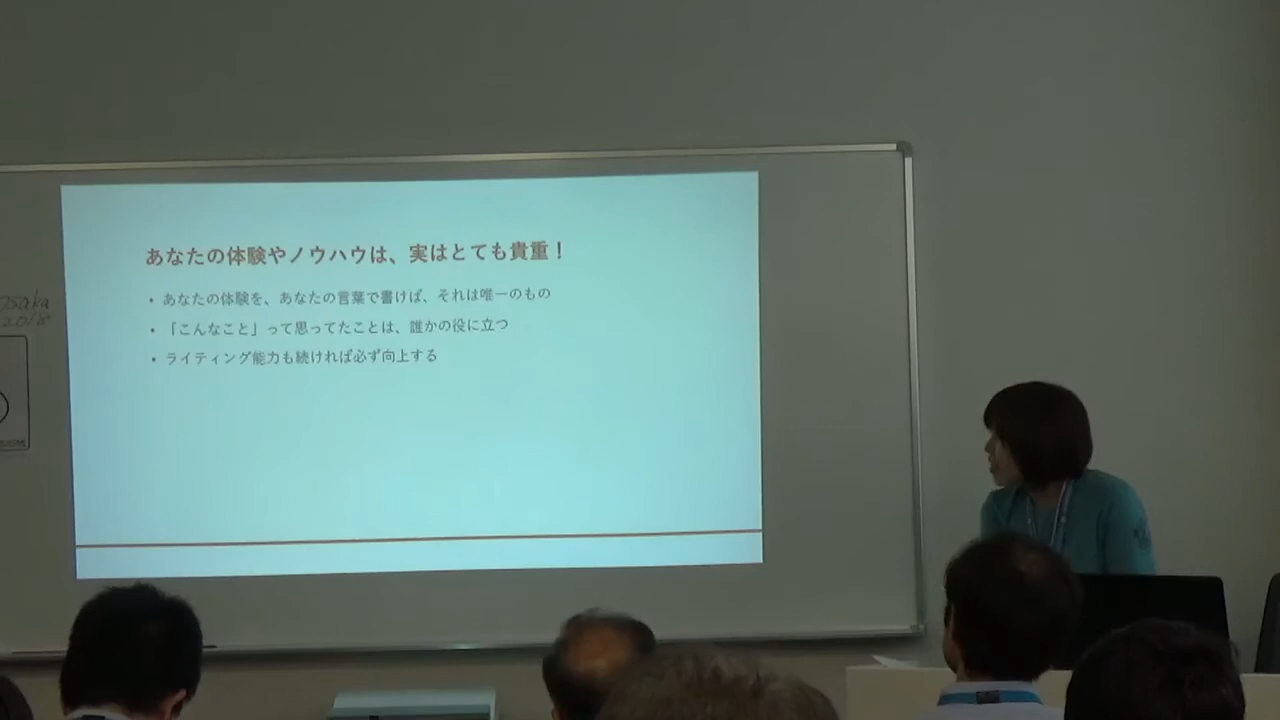 あなたの体験やノウハウは、実はとても貴重！
• あなたの体験を、あなたの言葉で書けば、それは唯一のもの
• 「こんなこと」って思ってたことは、誰かの役に立つ
• ライティング能力も続ければ必ず向上する
osaka
2018